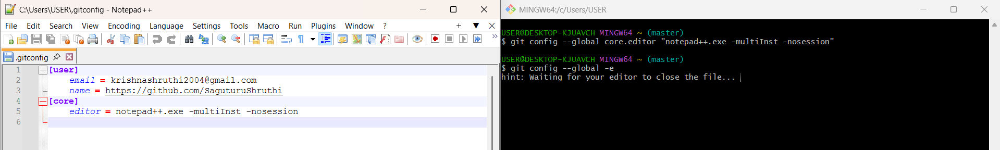 C:\Users\USER\.gitconfig - Notepad++
File Edit Search View Encoding Language Settings Tools Macro Run Plugins Window ?
.gitconfig
1 [user]
2 email = krishnashruthi2004@gmail.com
3 name = https://github.com/SaguturuShruthi
4 [core]
5 editor = notepad++.exe -multiInst -nosession
6
MINGW64:/c/Users/USER
USER@DESKTOP-KJUAVCH MINGW64 ~ (master)
$ git config --global core.editor "notepad++.exe -multiInst -nosession"
USER@DESKTOP-KJUAVCH MINGW64 ~ (master)
$ git config --global -e
hint: Waiting for your editor to close the file...